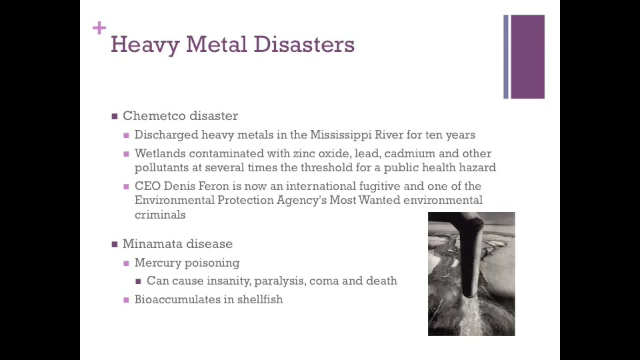 Heavy Metal Disasters
Chemetco disaster
Discharged heavy metals in the Mississippi River for ten years
Wetlands contaminated with zinc oxide, lead, cadmium and other
pollutants at several times the threshold for a public health hazard
CEO Denis Feron is now an international fugitive and one of the
Environmental Protection Agency's Most Wanted environmental
criminals
Minamata disease
Mercury poisoning
Can cause insanity, paralysis, coma and death
Bioaccumulates in shellfish